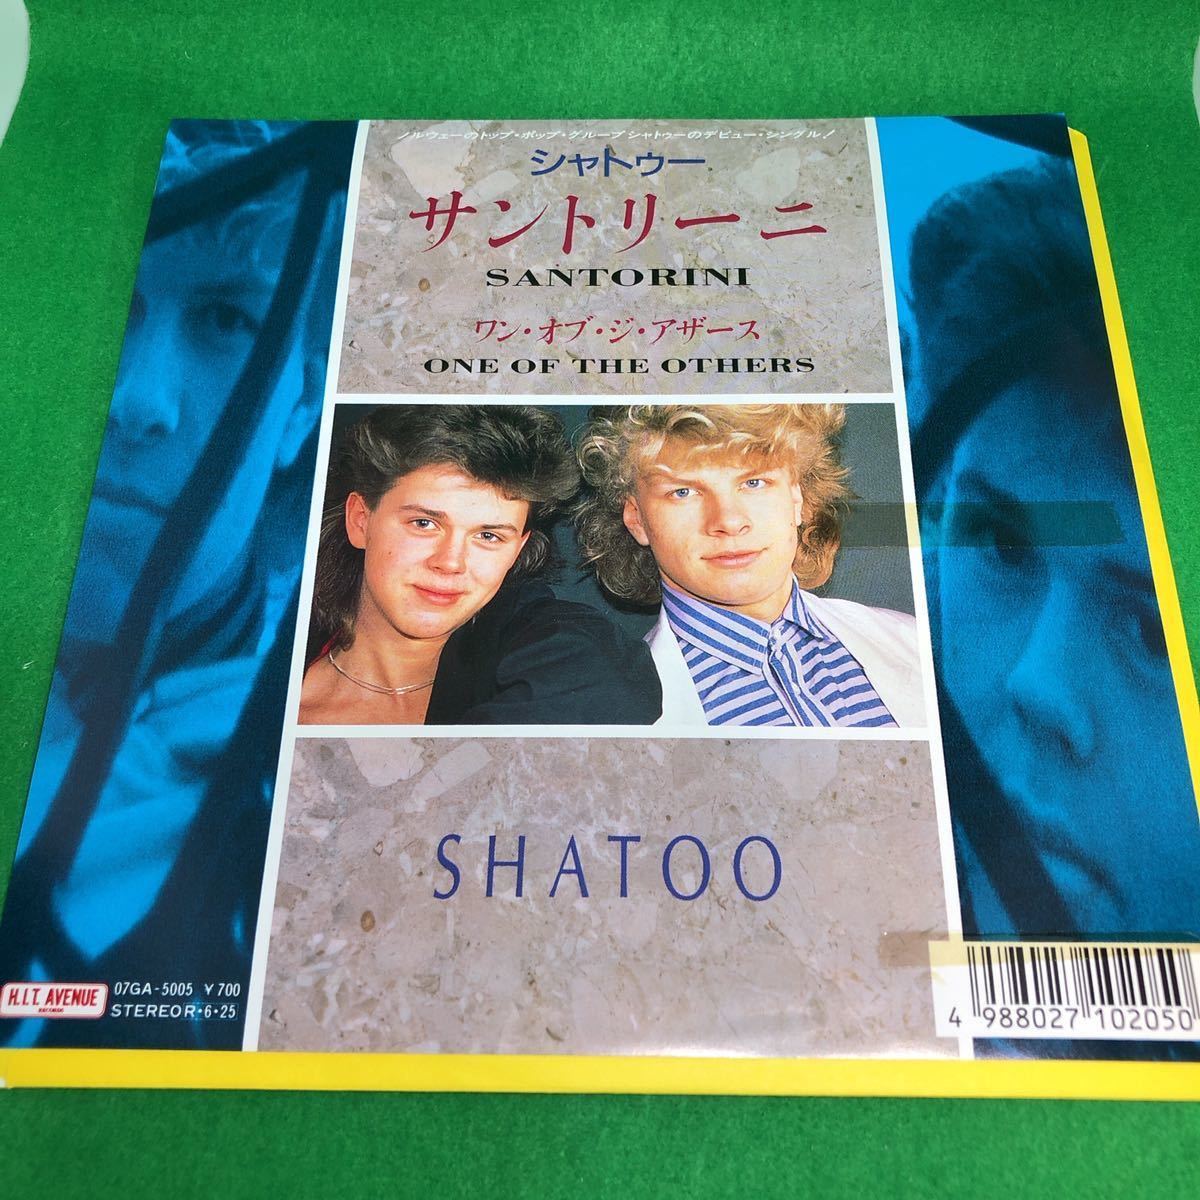 ノルウェーのトップ・ポップ・グループ シャトゥーのデビュー・シングル!
シャトゥー
サントリーニ
SANTORINI
ワン・オブ・ジ・アザース
ONE OF THE OTHERS
SHATOO
H.I.T. AVENUE
07GA-5005 ¥700
STEREO R・6・25
4 988027 102050